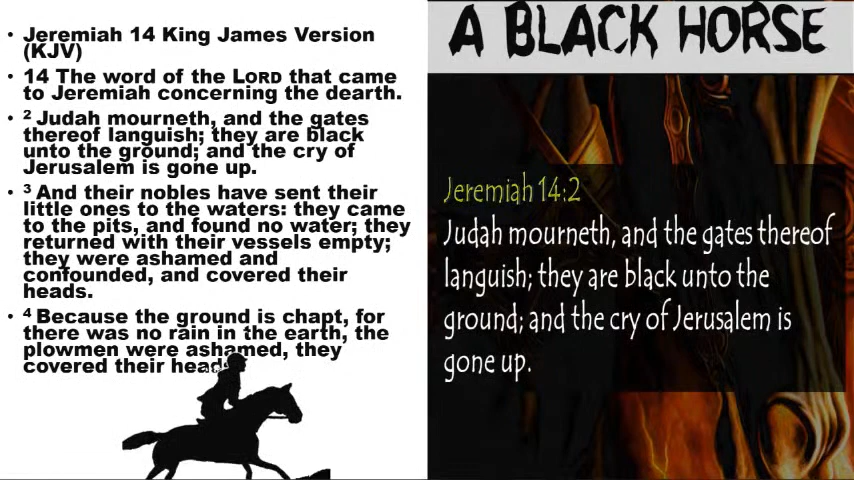 • Jeremiah 14 King James Version
(KJV)
• 14 The word of the LORD that came
to Jeremiah concerning the dearth.
• 2 Judah mourneth, and the gates
thereof languish; they are black
unto the ground; and the cry of
Jerusalem is gone up.
• 3 And their nobles have sent their
little ones to the waters: they came
to the pits, and found no water; they
returned with their vessels empty;
they were ashamed and
confounded, and covered their
heads.
• 4 Because the ground is chapt, for
there was no rain in the earth, the
plowmen were ashamed, they
covered their head
A BLACK HORSE
Jeremiah 14:2
Judah mourneth, and the gates thereof
languish; they are black unto the
ground; and the cry of Jerusalem is
gone up.